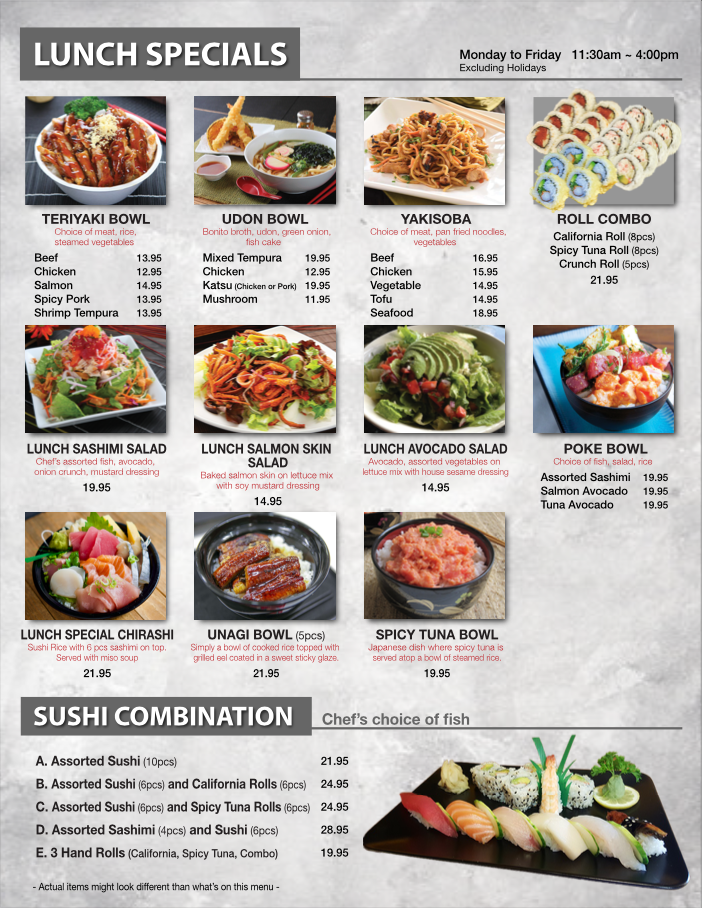 LUNCH SPECIALS
Monday to Friday 11:30am ~ 4:00pm
Excluding Holidays
TERIYAKI BOWL
Choice of meat, rice,
steamed vegetables
Beef 13.95
Chicken 12.95
Salmon 14.95
Spicy Pork 13.95
Shrimp Tempura 13.95
UDON BOWL
Bonito broth, udon, green onion,
fish cake
Mixed Tempura 19.95
Chicken 12.95
Katsu (Chicken or Pork) 19.95
Mushroom 11.95
YAKISOBA
Choice of meat, pan fried noodles,
vegetables
Beef 16.95
Chicken 15.95
Vegetable 14.95
Tofu 14.95
Seafood 18.95
ROLL COMBO
California Roll (8pcs)
Spicy Tuna Roll (8pcs)
Crunch Roll (5pcs)
21.95
LUNCH SASHIMI SALAD
Chef's assorted fish, avocado,
onion crunch, mustard dressing
19.95
LUNCH SALMON SKIN
SALAD
Baked salmon skin on lettuce mix
with soy mustard dressing
14.95
LUNCH AVOCADO SALAD
Avocado, assorted vegetables on
lettuce mix with house sesame dressing
14.95
POKE BOWL
Choice of fish, salad, rice
Assorted Sashimi 19.95
Salmon Avocado 19.95
Tuna Avocado 19.95
LUNCH SPECIAL CHIRASHI
Sushi Rice with 6 pcs sashimi on top.
Served with miso soup
21.95
UNAGI BOWL (5pcs)
Simply a bowl of cooked rice topped with
grilled eel coated in a sweet sticky glaze.
21.95
SPICY TUNA BOWL
Japanese dish where spicy tuna is
served atop a bowl of steamed rice.
19.95
SUSHI COMBINATION
Chef's choice of fish
A. Assorted Sushi (10pcs) 21.95
B. Assorted Sushi (6pcs) and California Rolls (6pcs) 24.95
C. Assorted Sushi (6pcs) and Spicy Tuna Rolls (6pcs) 24.95
D. Assorted Sashimi (4pcs) and Sushi (6pcs) 28.95
E. 3 Hand Rolls (California, Spicy Tuna, Combo) 19.95
- Actual items might look different than what's on this menu -